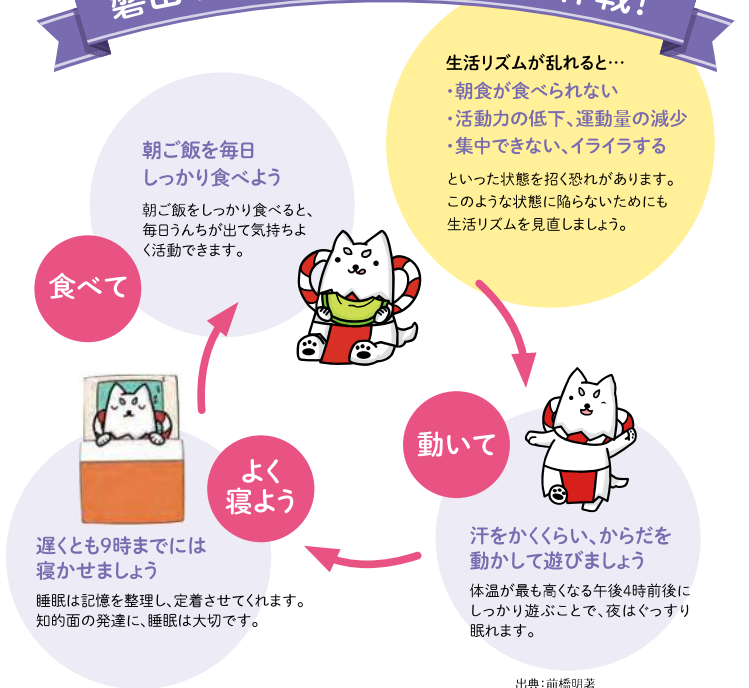 生活リズムが乱れると…
・朝食が食べられない
・活動力の低下、運動量の減少
・集中できない、イライラする
といった状態を招く恐れがあります。
このような状態に陥らないためにも
生活リズムを見直しましょう。
朝ご飯を毎日
しっかり食べよう
朝ご飯をしっかり食べると、
毎日うんちが出て気持ちよ
く活動できます。
食べて
動いて
よく
寝よう
汗をかくくらい、からだを
動かして遊びましょう
体温が最も高くなる午後4時前後に
しっかり遊ぶことで、夜はぐっすり
眠れます。
遅くとも9時までには
寝かせましょう
睡眠は記憶を整理し、定着させてくれます。
知的面の発達に、睡眠は大切です。
出典：前橋明著